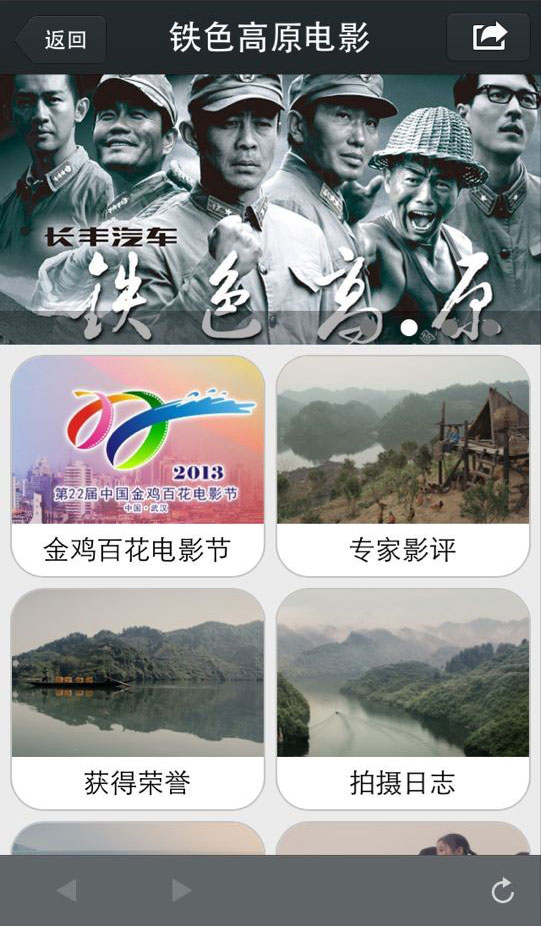 返回
铁色高原电影
长丰汽车
铁色高原
2013
第22届中国金鸡百花电影节
中国·武汉
金鸡百花电影节
专家影评
获得荣誉
拍摄日志